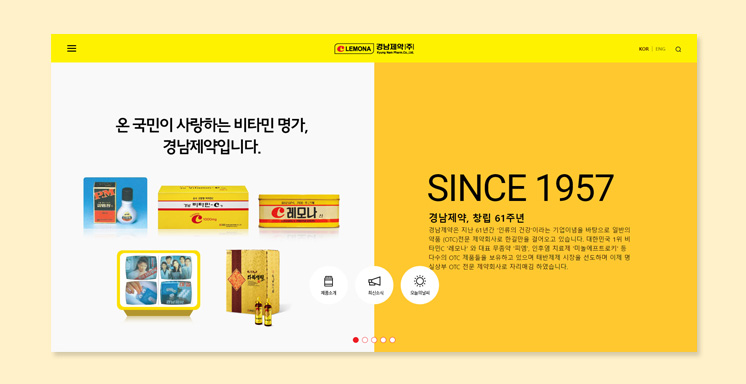 LEMONA 경남제약(주)
Kyung Nam Pharm.Co.,Ltd.
KOR | ENG
온 국민이 사랑하는 비타민 명가,
경남제약입니다.
PM
비타민-C
1000mg
레모나 산
SINCE 1957
경남제약, 창립 61주년
경남제약은 지난 61년간 '인류의 건강'이라는 기업이념을 바탕으로 일반의
약품 (OTC)전문 제약회사로 한길만을 걸어오고 있습니다. 대한민국 1위 비
타민C '레모나' 와 대표 무좀약 '피엠', 인후염 치료제 '미놀에프트로키' 등
다수의 OTC 제품들을 보유하고 있으며 태반제제 시장을 선도하며 이제 명
실상부 OTC 전문 제약회사로 자리매김 하였습니다.
제품소개
최신소식
오늘의날씨